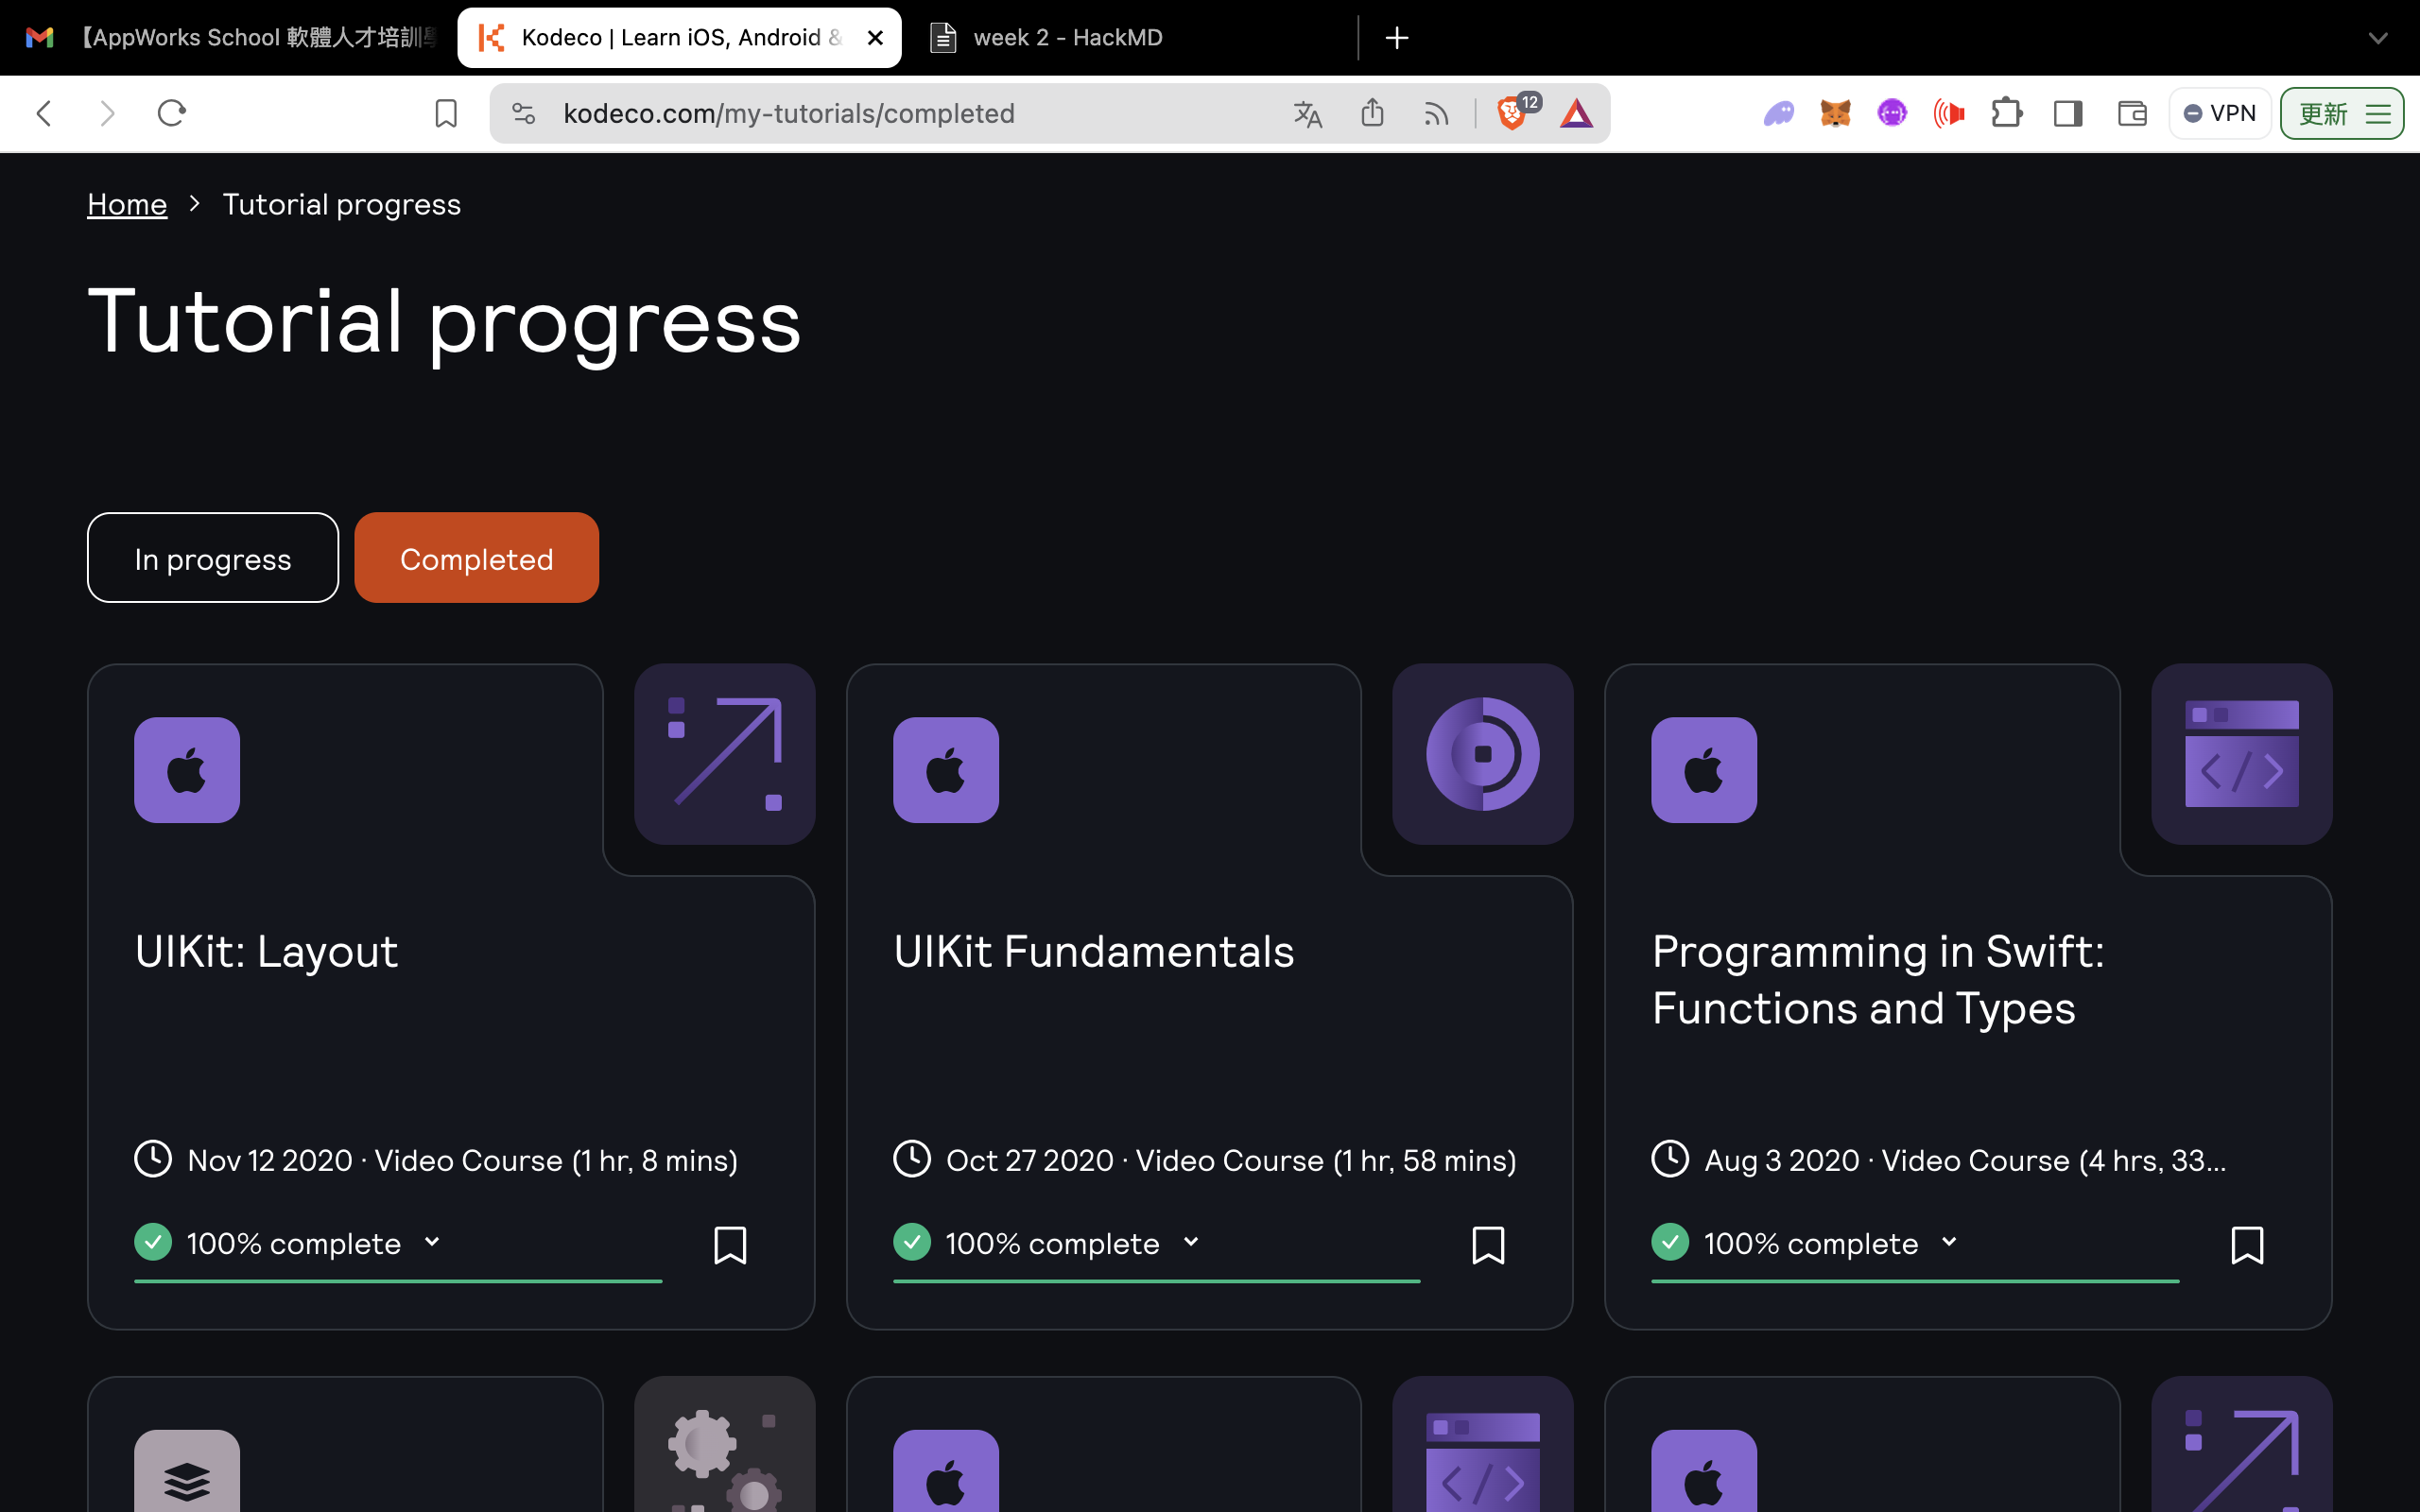 【AppWorks School 軟體人才培訓
Kodeco | Learn iOS, Android &
week 2 - HackMD
kodeco.com/my-tutorials/completed
12
VPN
更新
Home > Tutorial progress
Tutorial progress
In progress
Completed
UIKit: Layout
Nov 12 2020 · Video Course (1 hr, 8 mins)
100% complete
UIKit Fundamentals
Oct 27 2020 · Video Course (1 hr, 58 mins)
100% complete
Programming in Swift:
Functions and Types
Aug 3 2020 · Video Course (4 hrs, 33...
100% complete